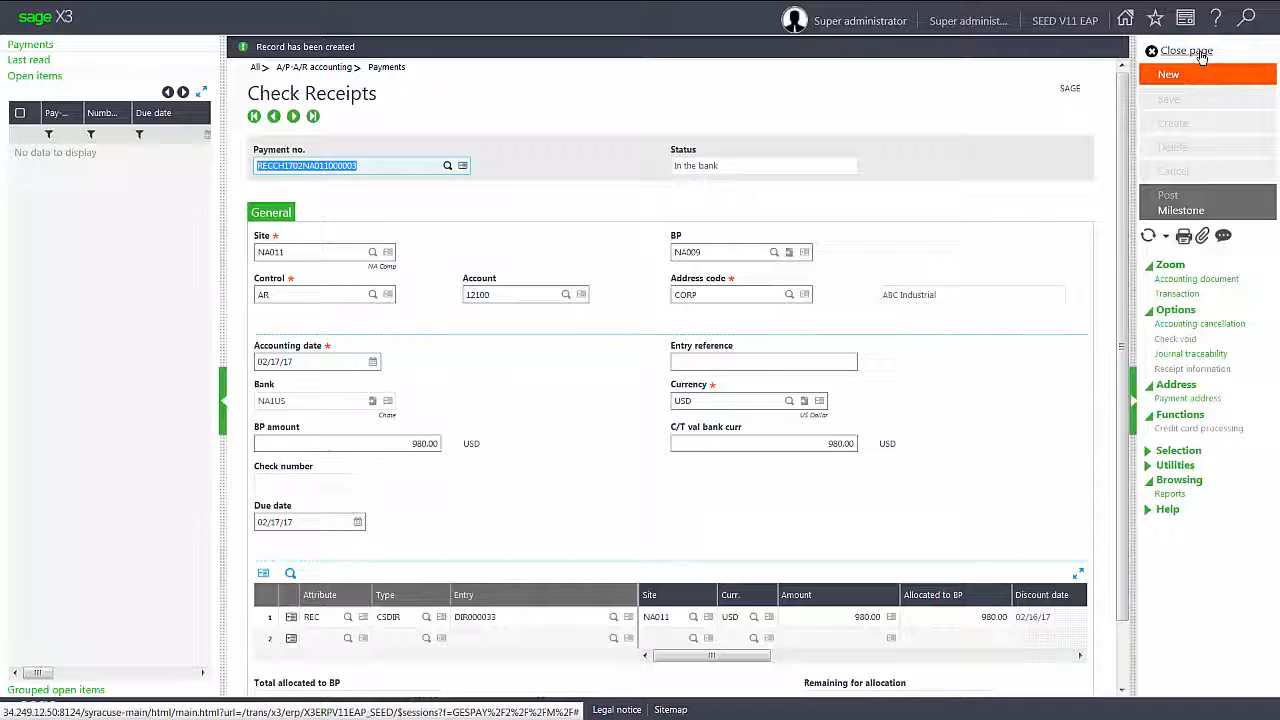 sage X3
Super administrator
Super administ...
SEED V11 EAP
Payments
Last read
Open items
Pay-...
Numb...
Due date
No data to display
Record has been created
All > A/P-A/R accounting > Payments
Check Receipts
SAGE
Payment no.
Status
RECCH1702NA011000003
In the bank
General
Site *
BP
NA011
NA009
Control *
Account
Address code *
AR
12100
CORP
ABC Industrial
Accounting date *
Entry reference
02/17/17
Bank
Currency *
NA1US
USD
Chase
US Dollar
BP amount
C/T val bank curr
980.00 USD
980.00 USD
Check number
Due date
02/17/17
Attribute Type Entry Site Curr. Amount Allocated to BP Discount date
1 REC CSDIR NA011 USD 980.00 980.00 02/16/17
2
Total allocated to BP
Remaining for allocation
Close page
New
Save
Create
Delete
Cancel
Post
Milestone
Zoom
Accounting document
Transaction
Options
Accounting cancellation
Check void
Journal traceability
Receipt information
Address
Payment address
Functions
Credit card processing
Selection
Utilities
Browsing
Reports
Help
Grouped open items
34.249.12.50:8124/syracuse-main/html/main.html?url=/trans/x3/erp/X3ERPV11EAP_SEED/$sessions?f=GESPAY%2F2%2F%2FM%2F#
Legal notice
Sitemap